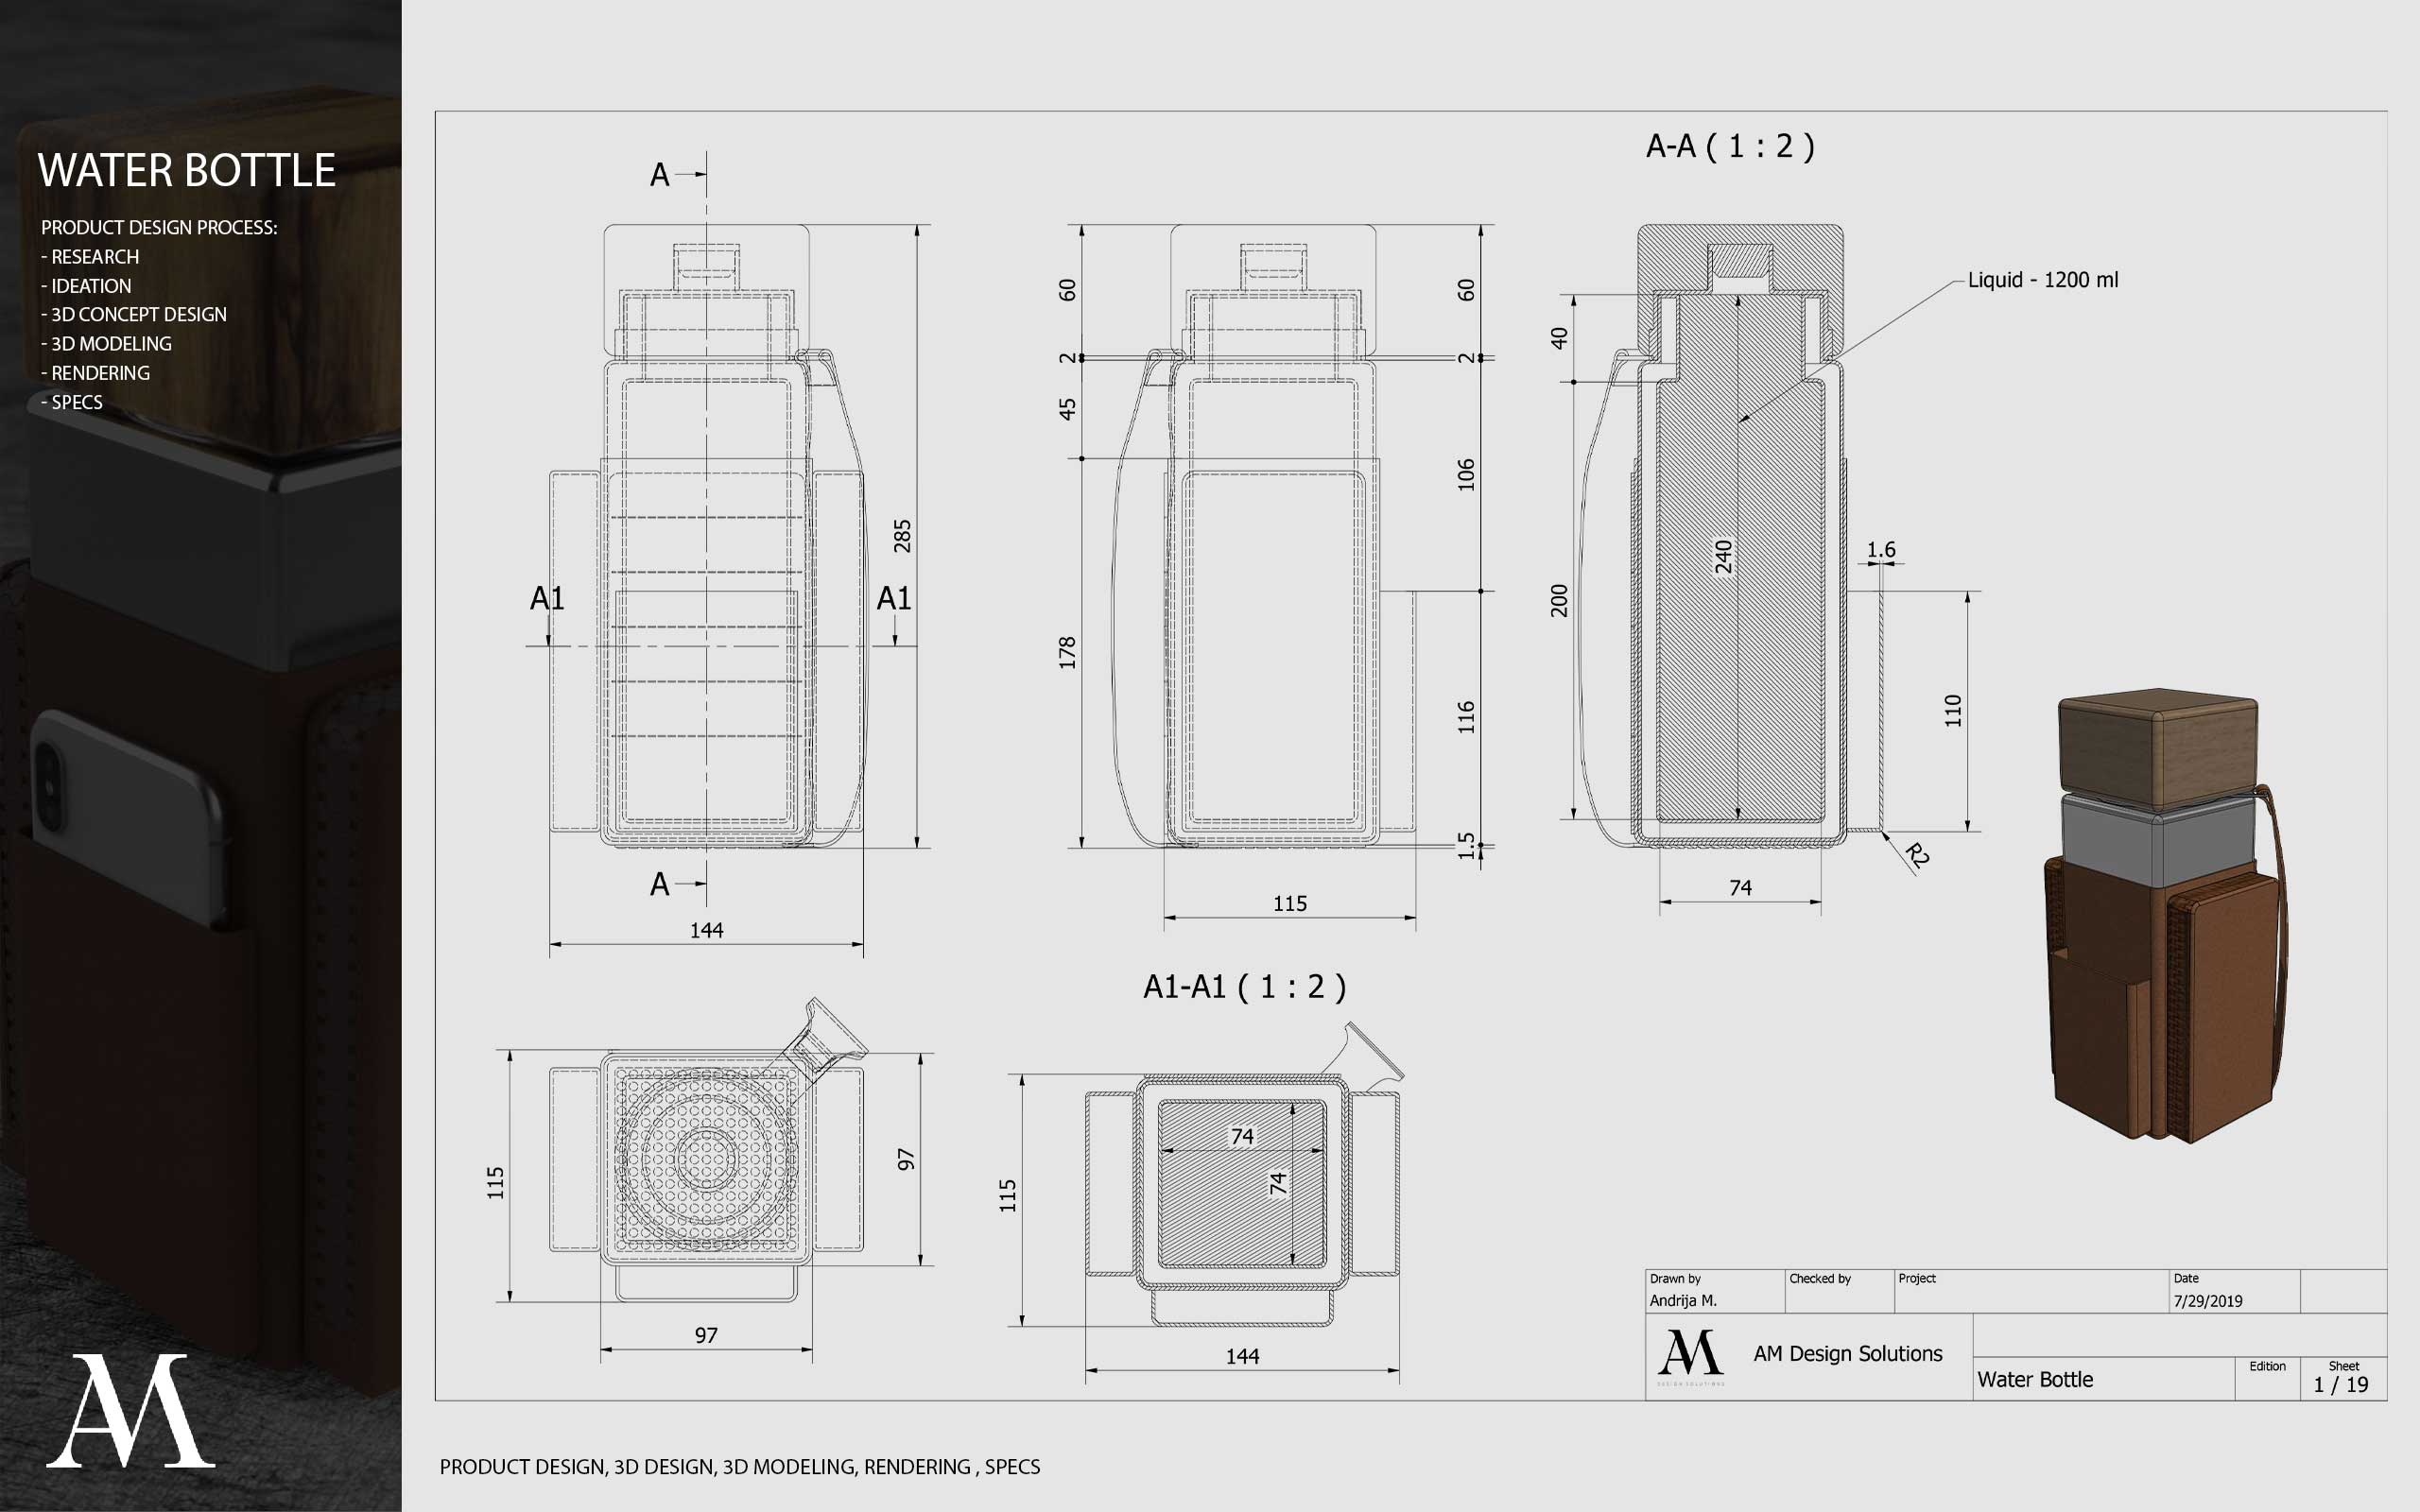 WATER BOTTLE
PRODUCT DESIGN PROCESS:
- RESEARCH
- IDEATION
- 3D CONCEPT DESIGN
- 3D MODELING
- RENDERING
- SPECS
AM
A
A1
A1
A
285
144
60
2
45
178
60
2
106
116
1.5
115
A-A ( 1 : 2 )
Liquid - 1200 ml
40
200
240
1.6
110
R2
74
115
97
97
A1-A1 ( 1 : 2 )
115
74
74
144
Drawn by
Andrija M.
Checked by
Project
Date
7/29/2019
AM
DESIGN SOLUTIONS
AM Design Solutions
Water Bottle
Edition
Sheet
1 / 19
PRODUCT DESIGN, 3D DESIGN, 3D MODELING, RENDERING , SPECS